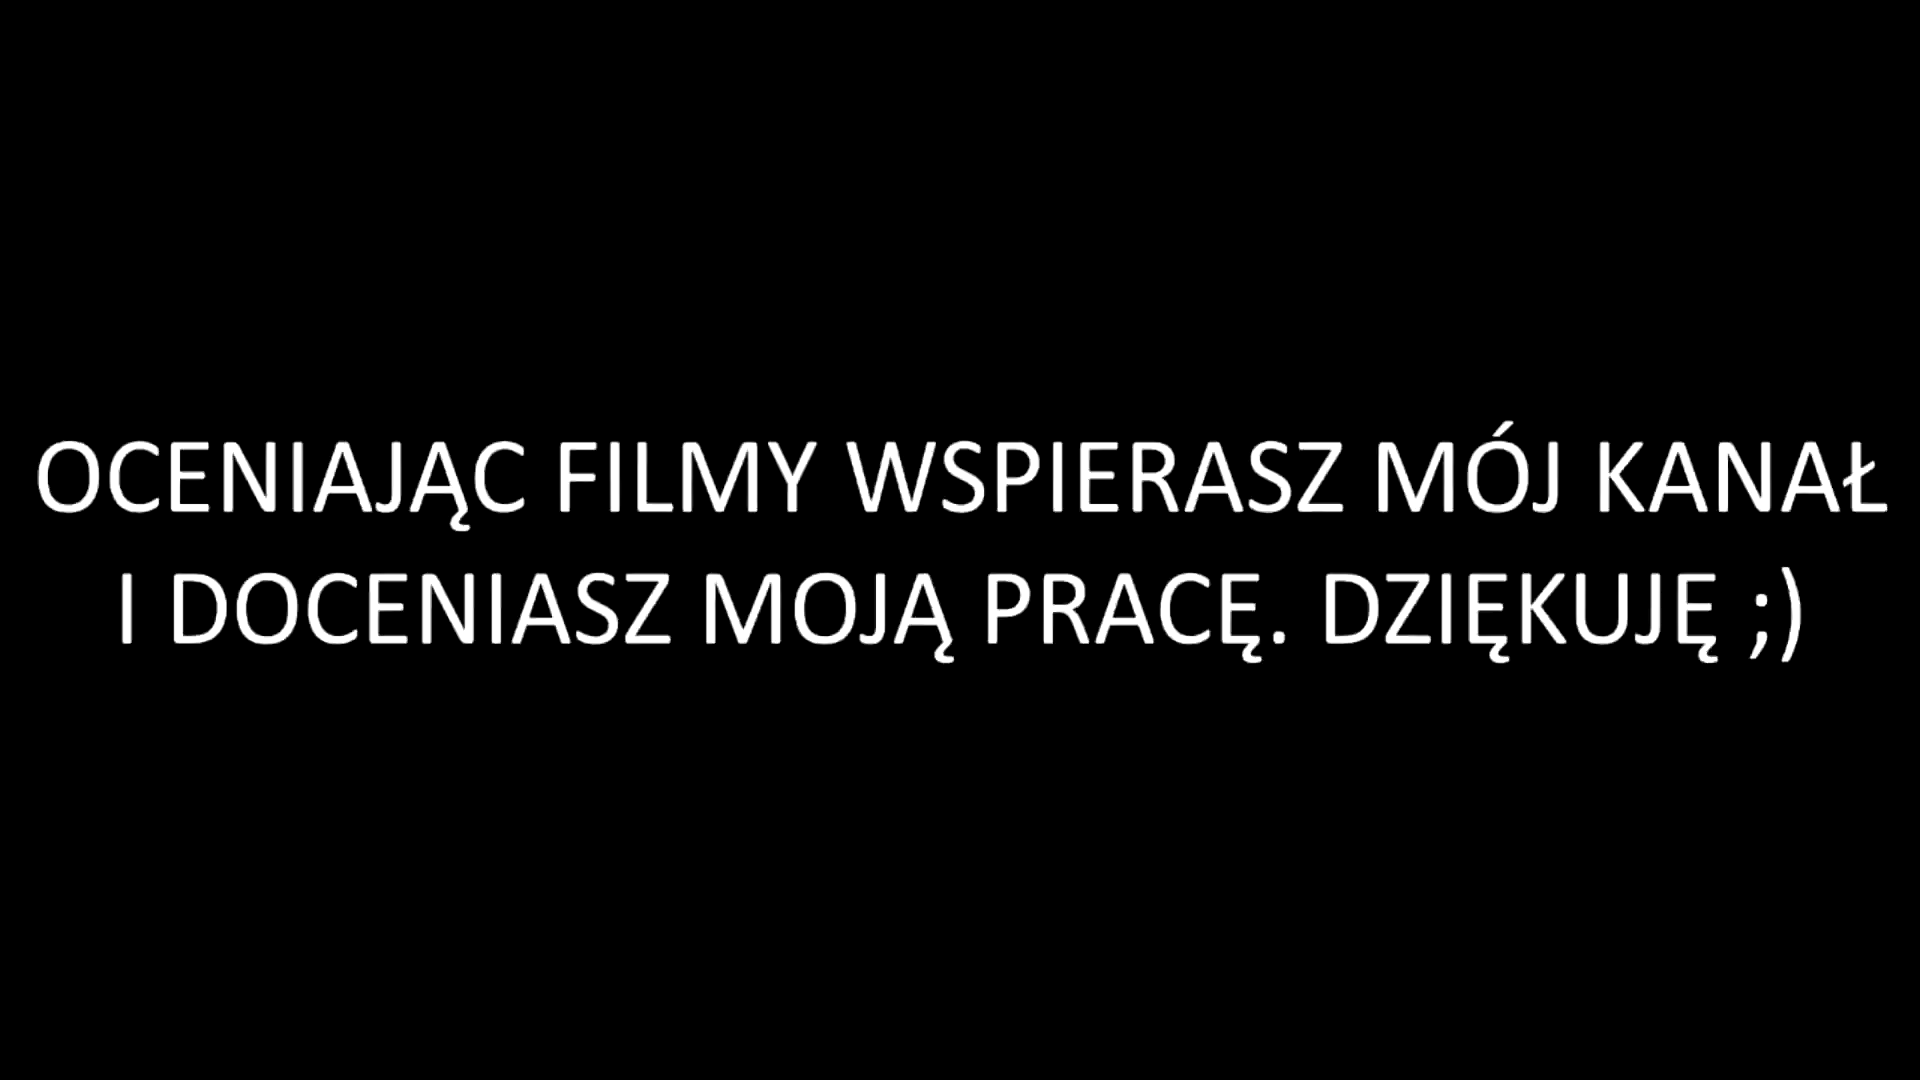 OCENIAJĄC FILMY WSPIERASZ MÓJ KANAŁ
I DOCENIASZ MOJĄ PRACĘ. DZIĘKUJĘ ;)